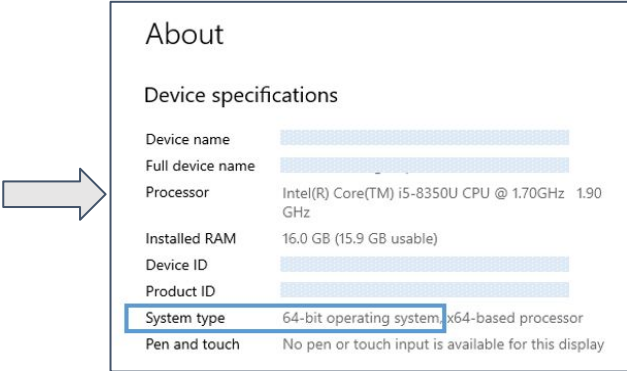 About
Device specifications
Device name
Full device name
Processor Intel(R) Core(TM) i5-8350U CPU @ 1.70GHz 1.90
GHz
Installed RAM 16.0 GB (15.9 GB usable)
Device ID
Product ID
System type 64-bit operating system, x64-based processor
Pen and touch No pen or touch input is available for this display